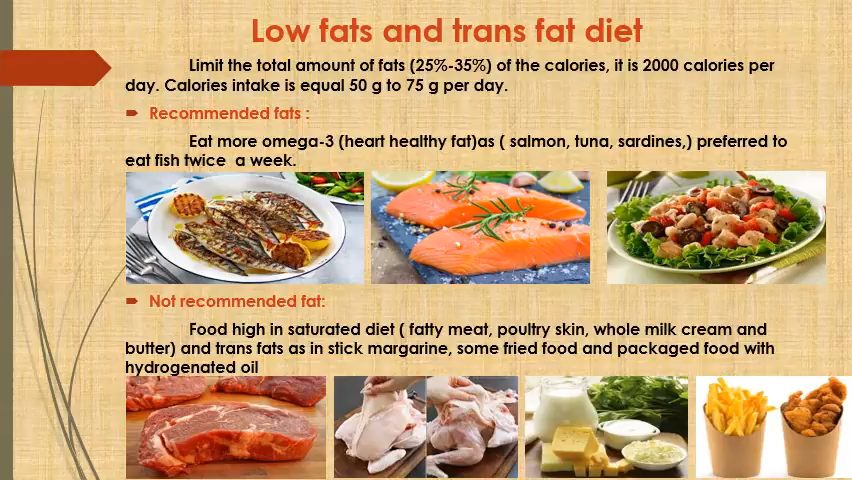 Low fats and trans fat diet
Limit the total amount of fats (25%-35%) of the calories, it is 2000 calories per
day. Calories intake is equal 50 g to 75 g per day.
Recommended fats :
Eat more omega-3 (heart healthy fat)as ( salmon, tuna, sardines,) preferred to
eat fish twice a week.
Not recommended fat:
Food high in saturated diet ( fatty meat, poultry skin, whole milk cream and
butter) and trans fats as in stick margarine, some fried food and packaged food with
hydrogenated oil